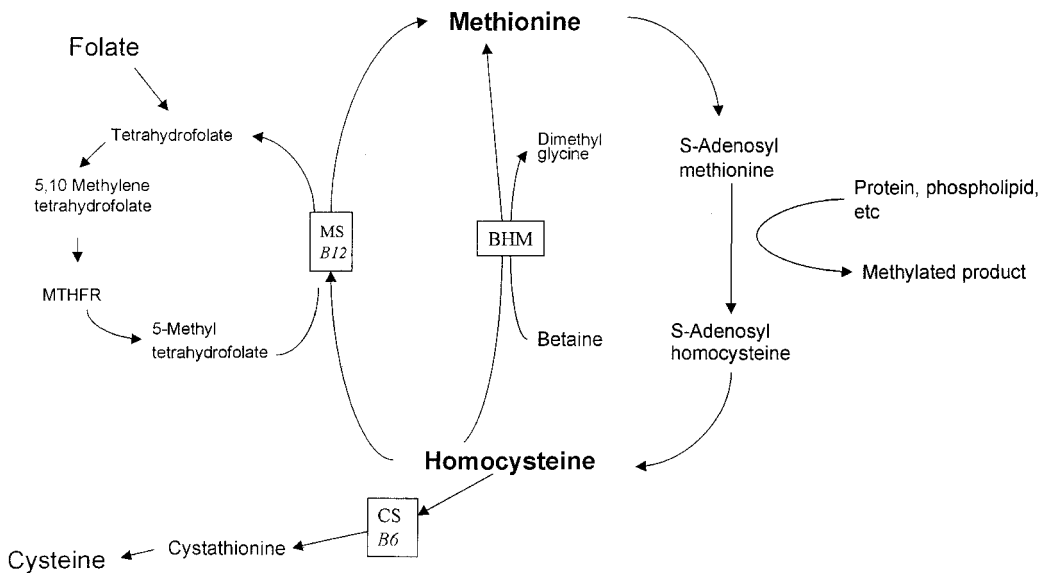 Methionine
Folate
Tetrahydrofolate
Dimethyl
glycine
S-Adenosyl
methionine
5,10 Methylene
tetrahydrofolate
Protein, phospholipid,
etc
MS
B12
BHM
Methylated product
MTHFR
5-Methyl
tetrahydrofolate
Betaine
S-Adenosyl
homocysteine
Homocysteine
CS
B6
Cystathionine
Cysteine